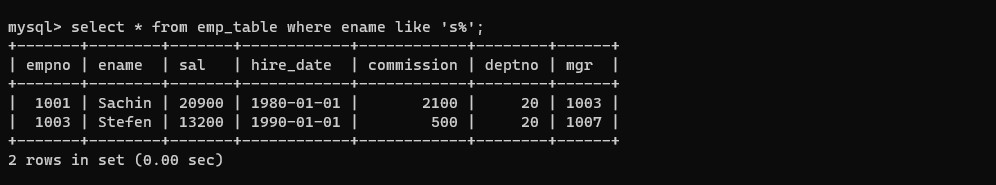 mysql> select * from emp_table where ename like 's%';
+-------+--------+-------+------------+------------+--------+------+
| empno | ename  | sal   | hire_date  | commission | deptno | mgr  |
+-------+--------+-------+------------+------------+--------+------+
|  1001 | Sachin | 20900 | 1980-01-01 |       2100 |     20 | 1003 |
|  1003 | Stefen | 13200 | 1990-01-01 |        500 |     20 | 1007 |
+-------+--------+-------+------------+------------+--------+------+
2 rows in set (0.00 sec)